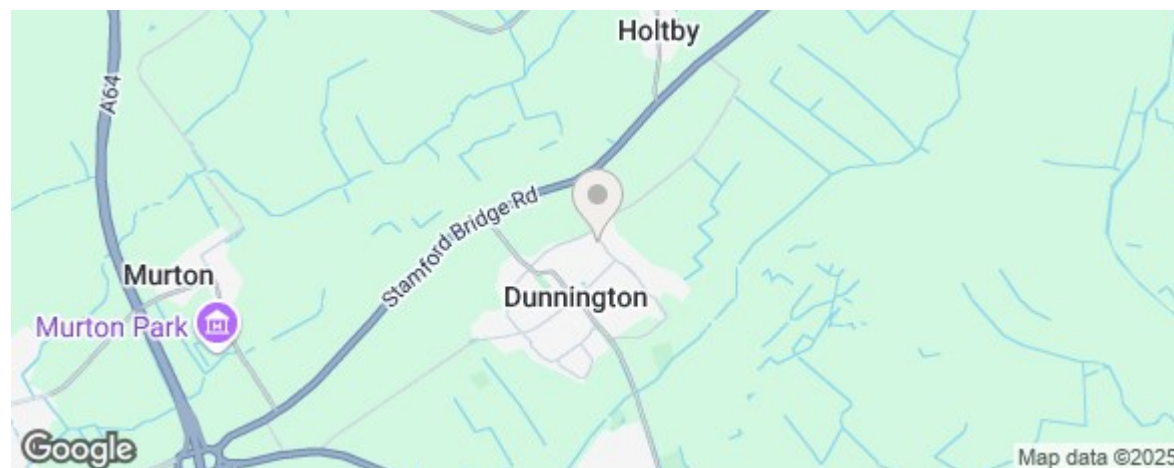 Holtby
A64
Stamford Bridge Rd
Murton
Dunnington
Murton Park
Google
Map data ©2025